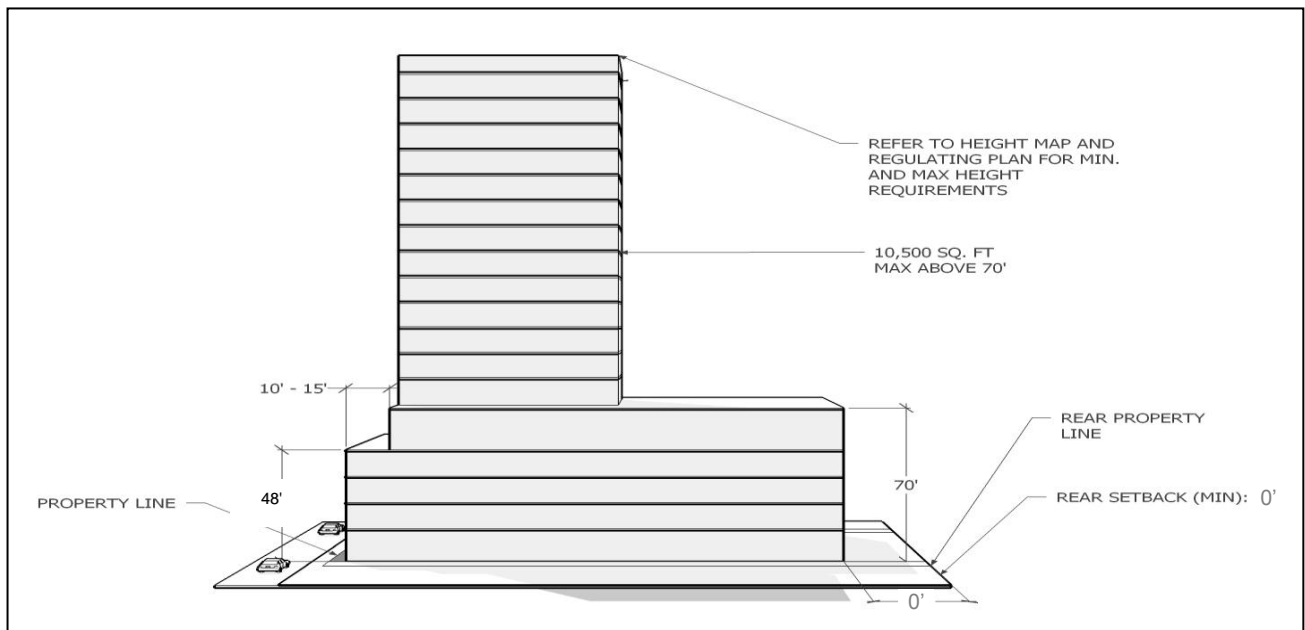 REFER TO HEIGHT MAP AND
REGULATING PLAN FOR MIN.
AND MAX HEIGHT
REQUIREMENTS
10,500 SQ. FT
MAX ABOVE 70'
10' - 15'
REAR PROPERTY
LINE
48'
70'
PROPERTY LINE
REAR SETBACK (MIN): 0'
0'